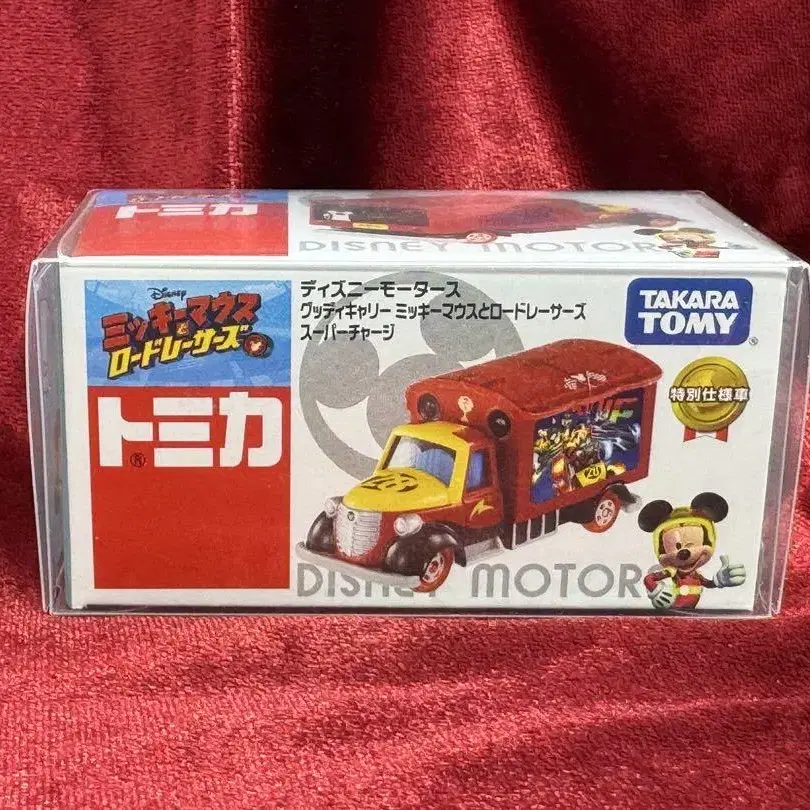 トミカ
DISNEY MOTOR
Disney
ミッキーマウス
と
ロードレーサーズ
ディズニーモータース
グッディキャリー ミッキーマウスとロードレーサーズ
スーパーチャージ
TAKARA
TOMY
®
特別仕様車
トミカ
®
28
DISNEY MOTOR